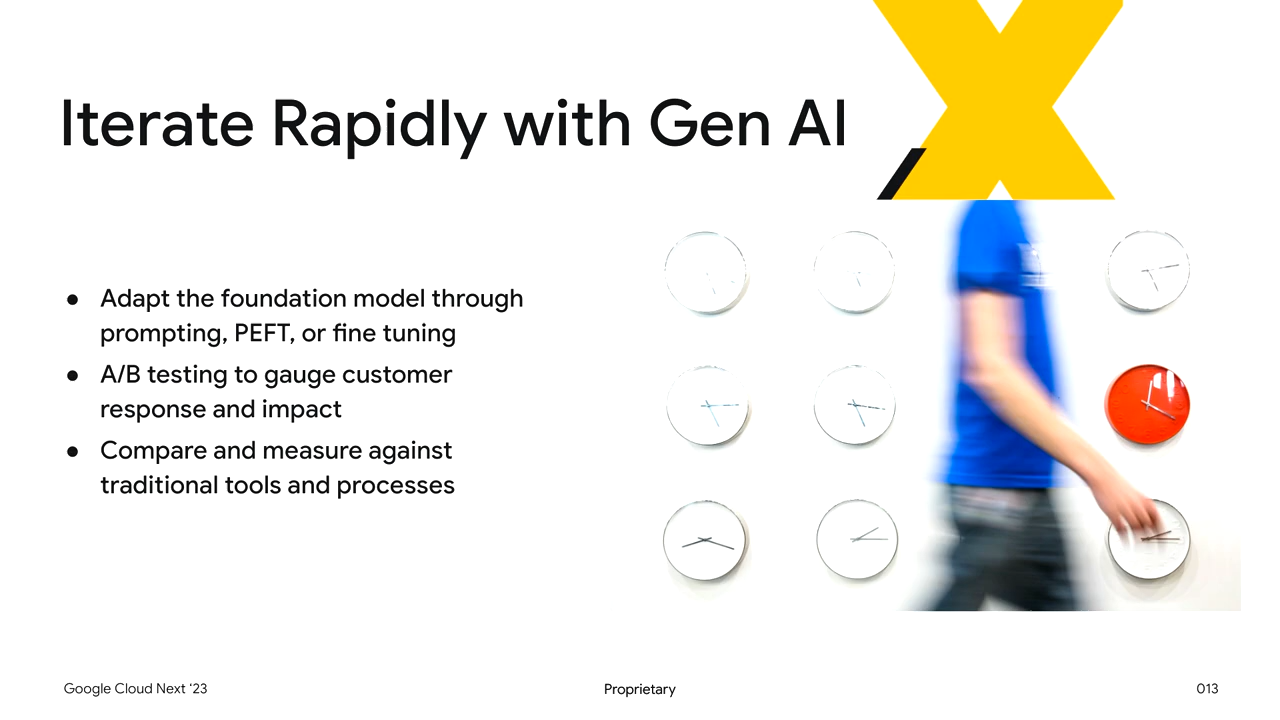 Iterate Rapidly with Gen AI
● Adapt the foundation model through
prompting, PEFT, or fine tuning
● A/B testing to gauge customer
response and impact
● Compare and measure against
traditional tools and processes
Google Cloud Next ‘23
Proprietary
013